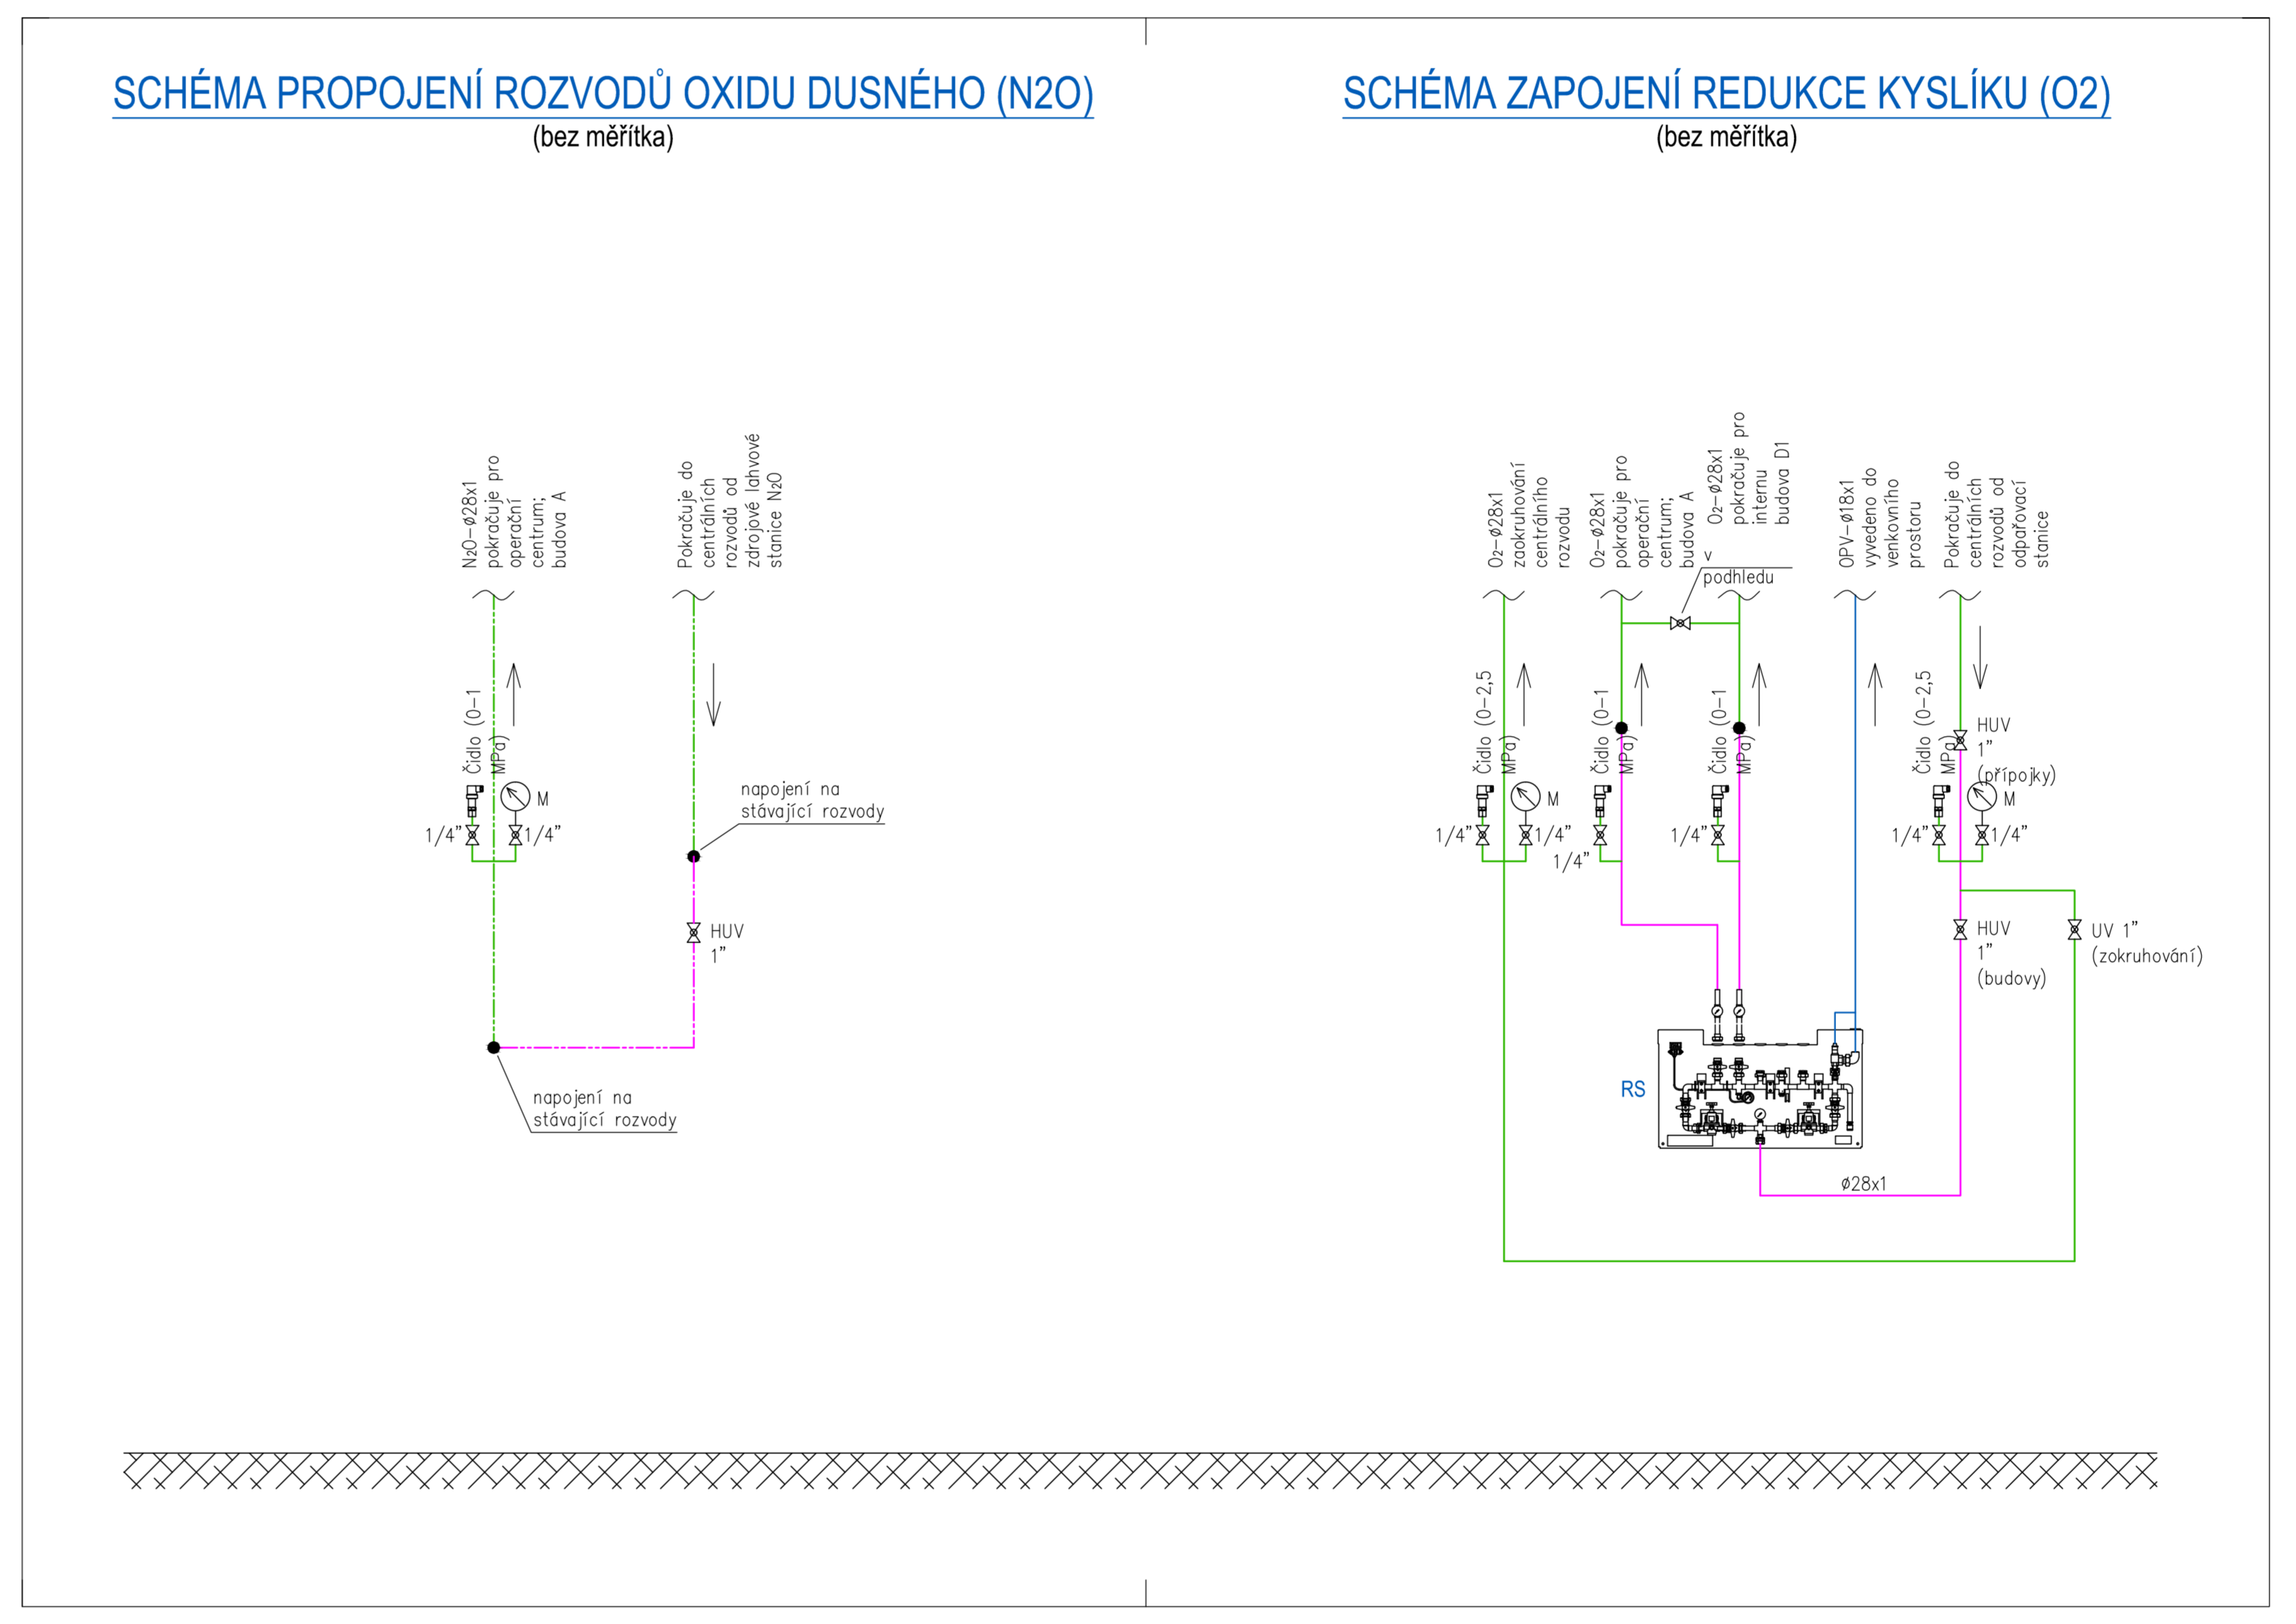 SCHÉMA PROPOJENÍ ROZVODŮ OXIDU DUSNÉHO (N2O)
(bez měřítka)
N2O-ø28x1
pokračuje pro
operační
centrum;
budova A
Pokračuje do
centrálních
rozvodů od
zdrojové lahvové
stanice N2O
Čidlo (0-1
MPa)
M
1/4"
1/4"
napojení na
stávající rozvody
HUV
1"
napojení na
stávající rozvody
SCHÉMA ZAPOJENÍ REDUKCE KYSLÍKU (O2)
(bez měřítka)
O2-ø28x1
zaokruhování
centrálního
rozvodu
O2-ø28x1
pokračuje pro
operační
centrum;
budova A
<
podhledu
O2-ø28x1
pokračuje pro
internu
budova D1
OPV-ø18x1
vyvedeno do
venkovního
prostoru
Pokračuje do
centrálních
rozvodů od
odpařovací
stanice
Čidlo (0-2,5
MPa)
M
1/4"
1/4"
Čidlo (0-1
MPa)
1/4"
Čidlo (0-1
MPa)
1/4"
Čidlo (0-2,5
MPa)
HUV
1"
(přípojky)
M
1/4"
1/4"
HUV
1"
(budovy)
UV 1"
(zokruhování)
RS
ø28x1